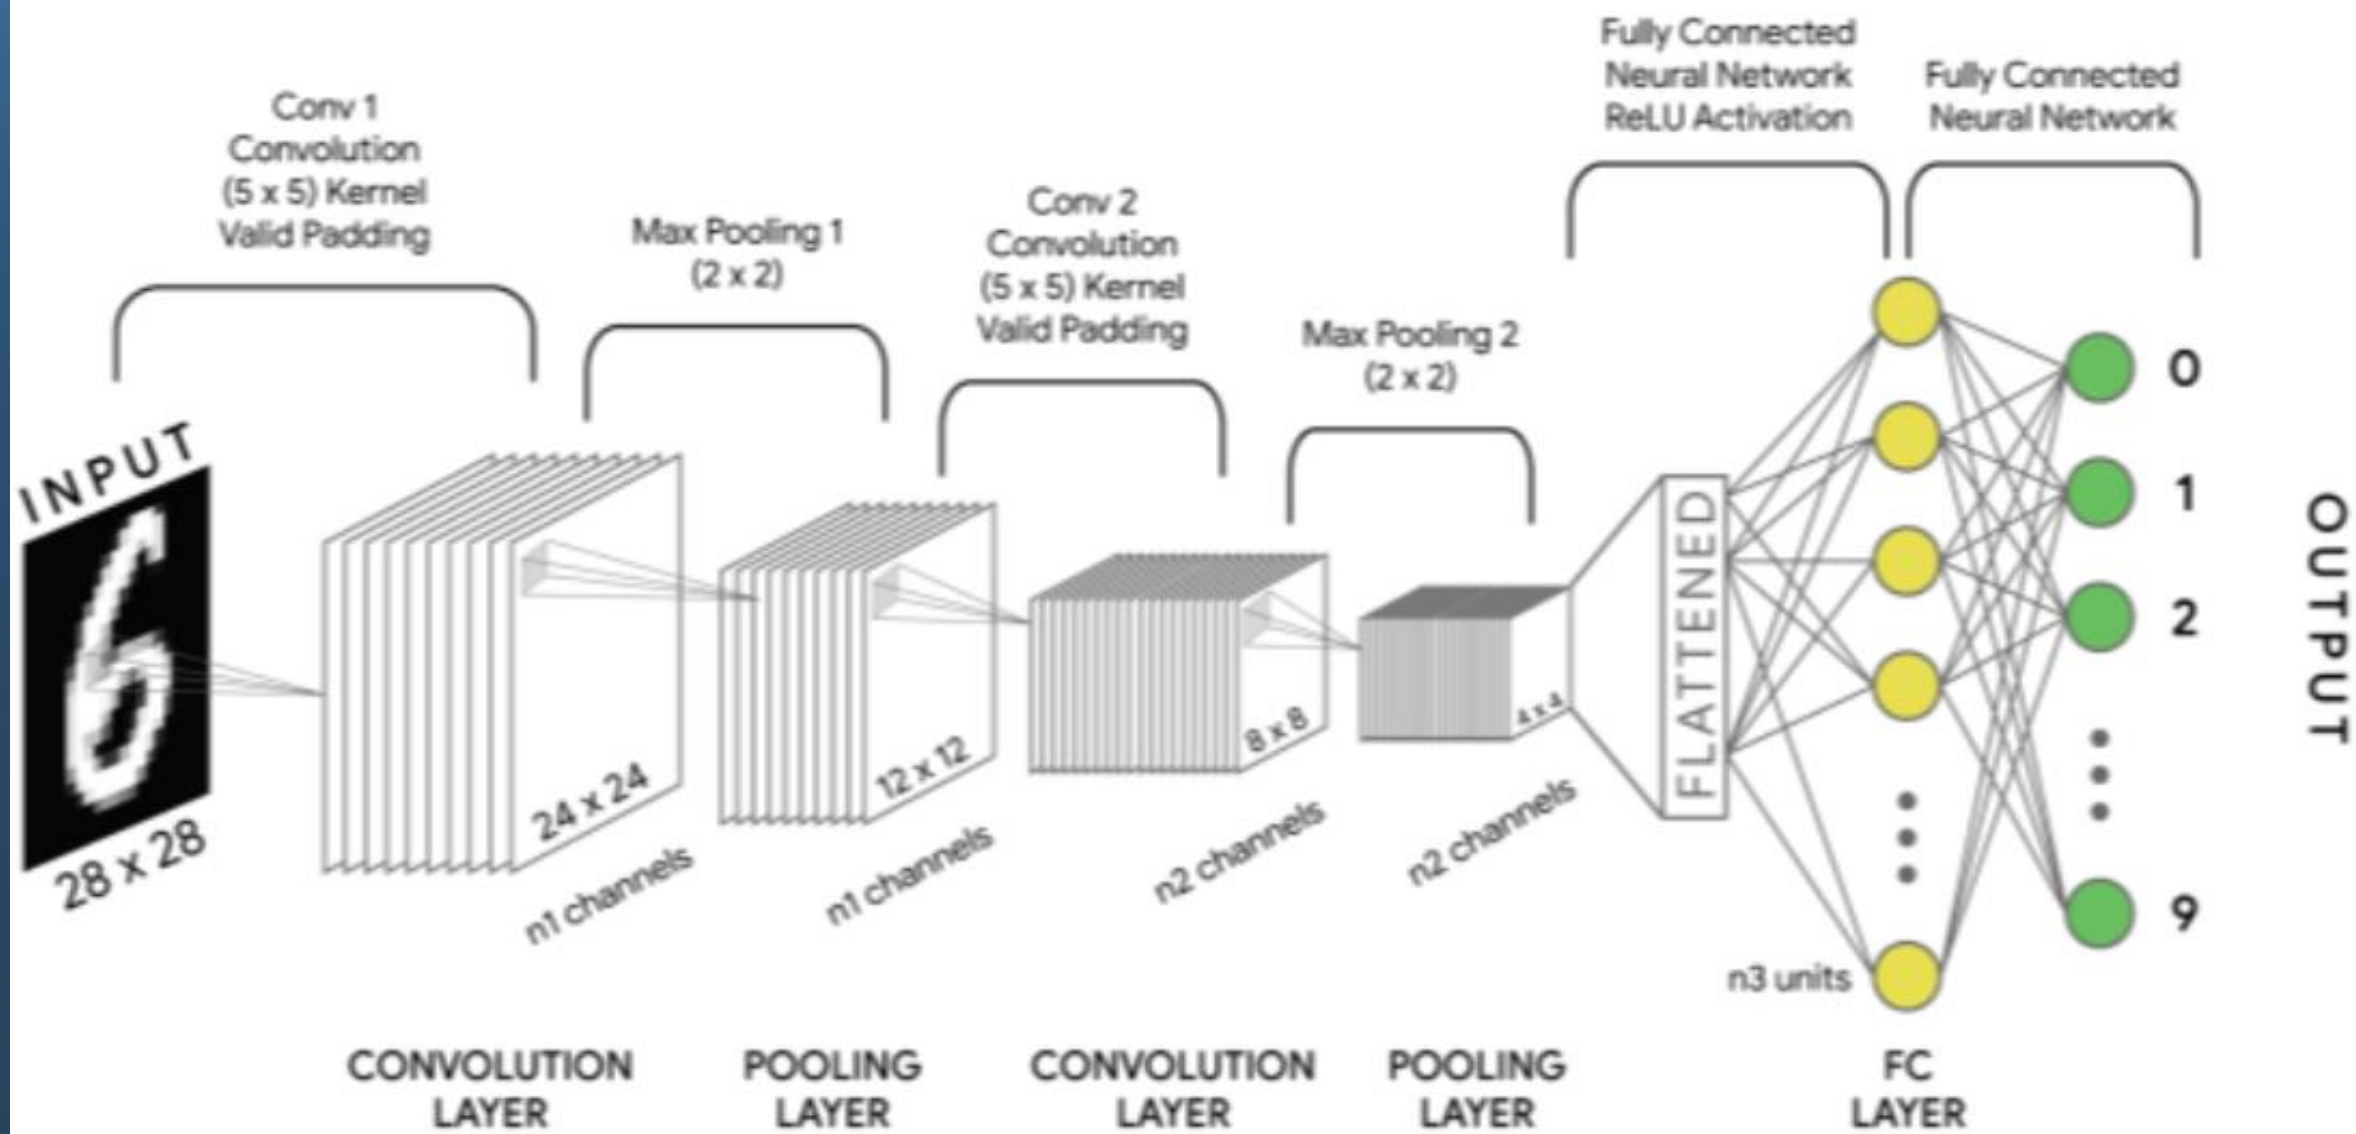 Conv 1
Convolution
(5 x 5) Kernel
Valid Padding
Max Pooling 1
(2 x 2)
Conv 2
Convolution
(5 x 5) Kernel
Valid Padding
Max Pooling 2
(2 x 2)
Fully Connected
Neural Network
ReLU Activation
Fully Connected
Neural Network
INPUT
6
28 x 28
24 x 24
n1 channels
12 x 12
n1 channels
8 x 8
n2 channels
4 x 4
n2 channels
FLATTENED
n3 units
0
1
2
9
OUTPUT
CONVOLUTION
LAYER
POOLING
LAYER
CONVOLUTION
LAYER
POOLING
LAYER
FC
LAYER